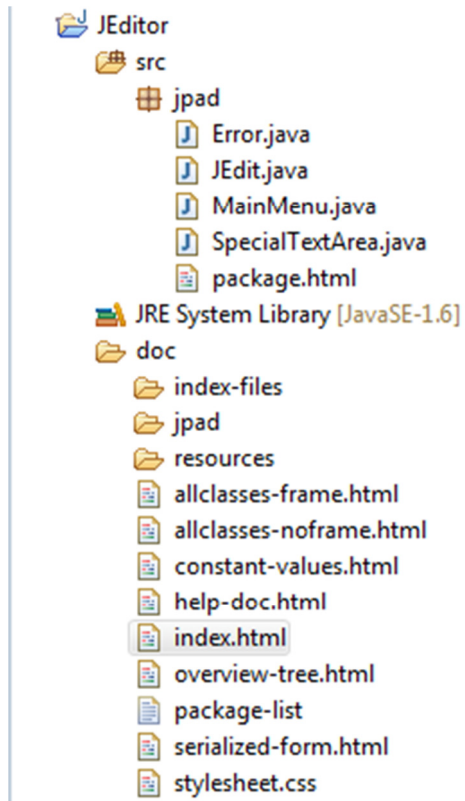 JEditor
src
jpad
Error.java
JEdit.java
MainMenu.java
SpecialTextArea.java
package.html
JRE System Library [JavaSE-1.6]
doc
index-files
jpad
resources
allclasses-frame.html
allclasses-noframe.html
constant-values.html
help-doc.html
index.html
overview-tree.html
package-list
serialized-form.html
stylesheet.css